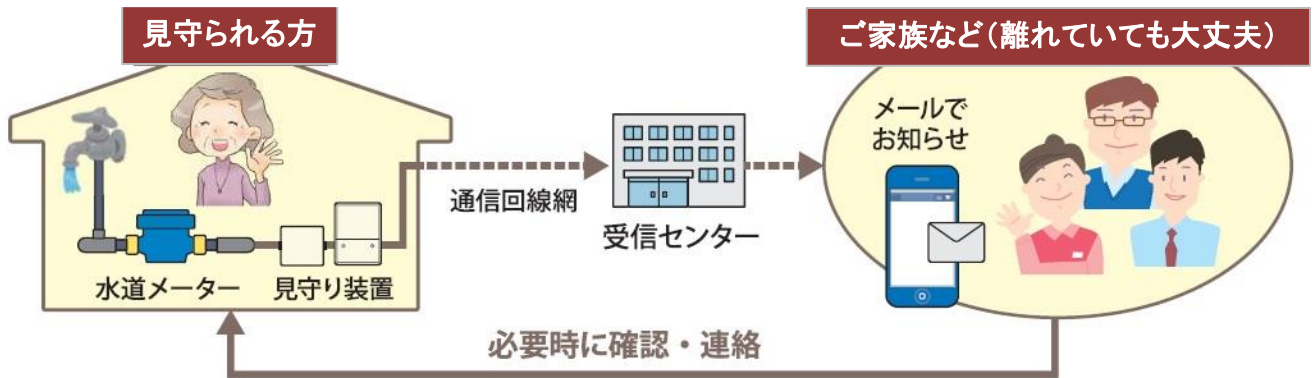 見守られる方
ご家族など（離れていても大丈夫）
メールで
お知らせ
通信回線網
受信センター
水道メーター
見守り装置
必要時に確認・連絡